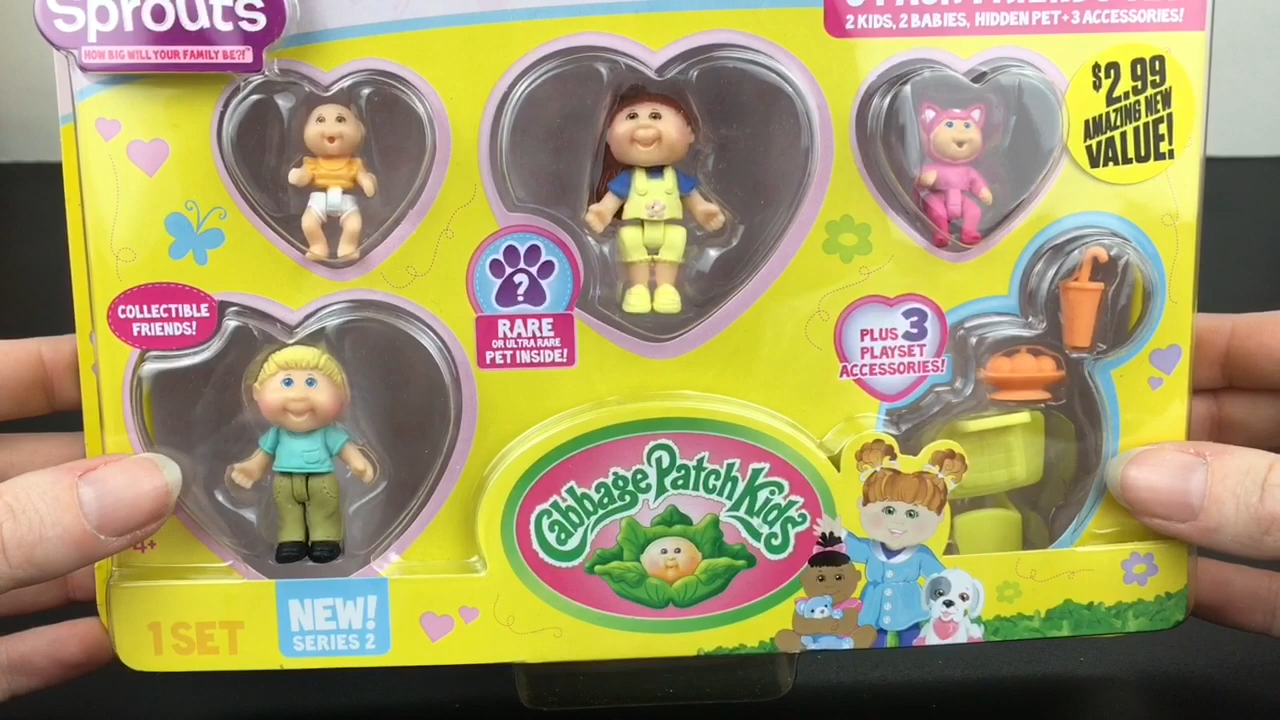 Sprouts
HOW BIG WILL YOUR FAMILY BE?!™
2 KIDS, 2 BABIES, HIDDEN PET + 3 ACCESSORIES!
$2.99
AMAZING NEW
VALUE!
COLLECTIBLE
FRIENDS!
?
RARE
OR ULTRA RARE
PET INSIDE!
PLUS 3
PLAYSET
ACCESSORIES!
Cabbage Patch Kids
4+
1 SET
NEW!
SERIES 2